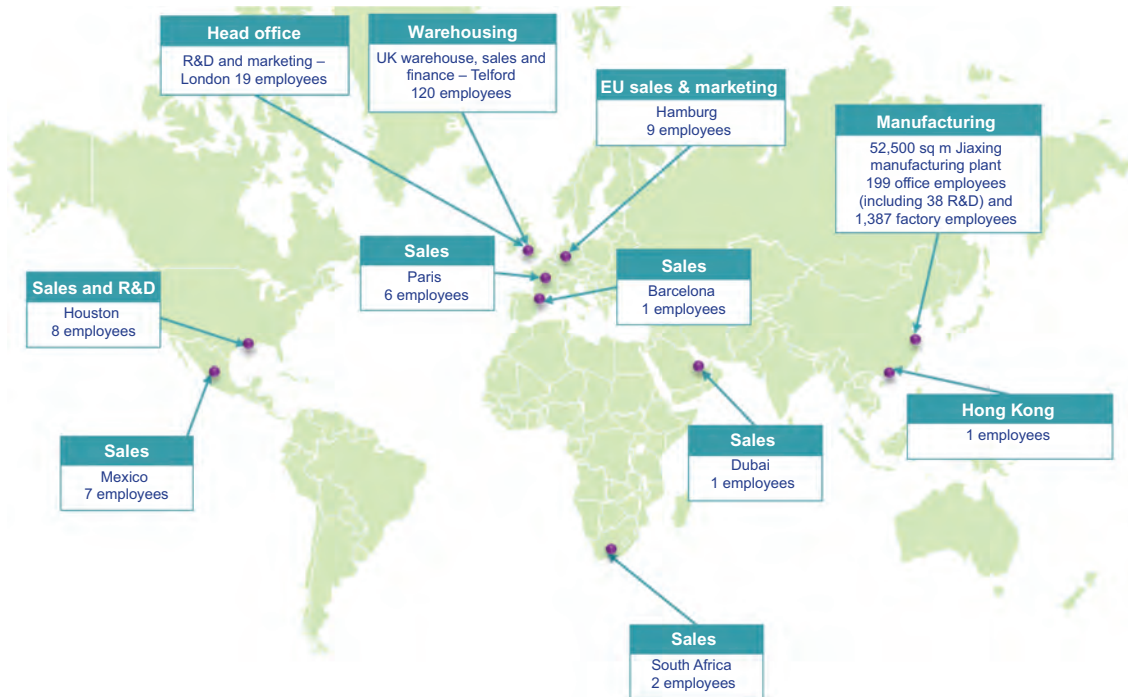 Head office
R&D and marketing –
London 19 employees
Warehousing
UK warehouse, sales and
finance – Telford
120 employees
EU sales & marketing
Hamburg
9 employees
Manufacturing
52,500 sq m Jiaxing
manufacturing plant
199 office employees
(including 38 R&D) and
1,387 factory employees
Sales
Paris
6 employees
Sales
Barcelona
1 employees
Sales and R&D
Houston
8 employees
Hong Kong
1 employees
Sales
Mexico
7 employees
Sales
Dubai
1 employees
Sales
South Africa
2 employees